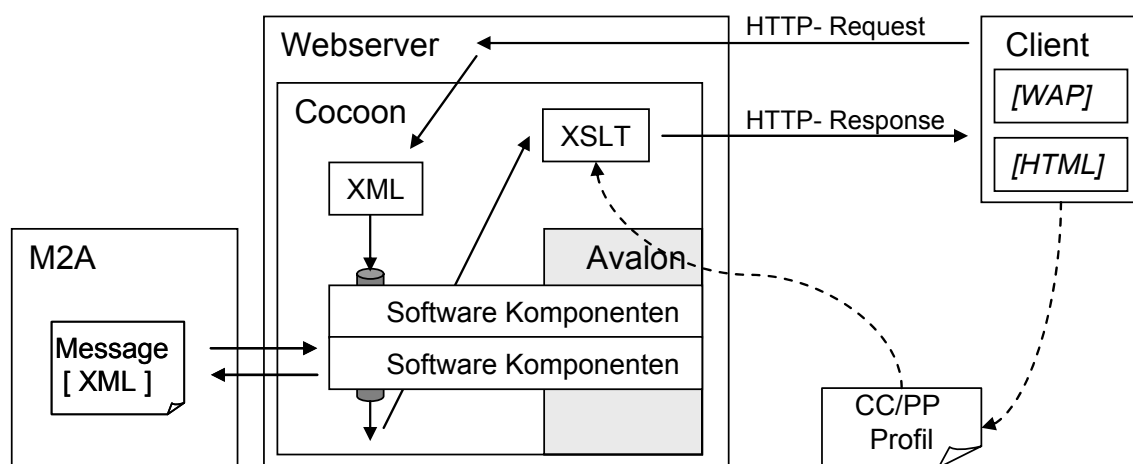 HTTP- Request
Webserver
Client
[WAP]
Cocoon
XSLT
HTTP- Response
[HTML]
XML
M2A
Avalon
Software Komponenten
Message
[ XML ]
Software Komponenten
CC/PP
Profil